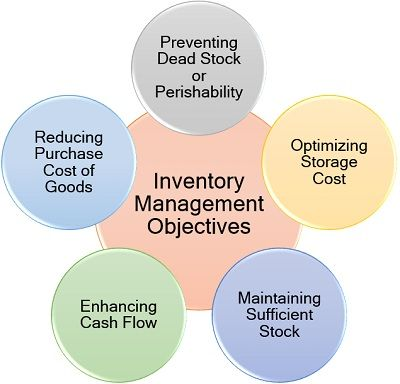 Preventing
Dead Stock
or
Perishability
Optimizing
Storage
Cost
Maintaining
Sufficient
Stock
Enhancing
Cash Flow
Reducing
Purchase
Cost of
Goods
Inventory
Management
Objectives